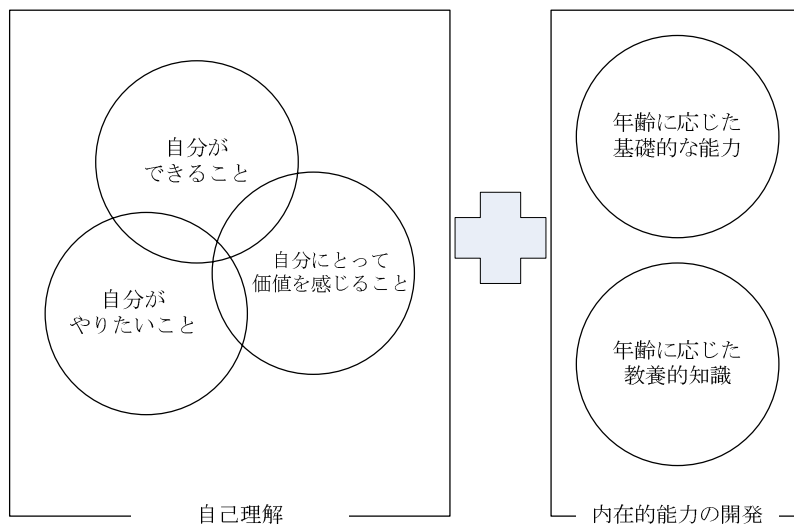 自分が
できること
自分にとって
価値を感じること
自分が
やりたいこと
自己理解
年齢に応じた
基礎的な能力
年齢に応じた
教養的知識
内在的能力の開発